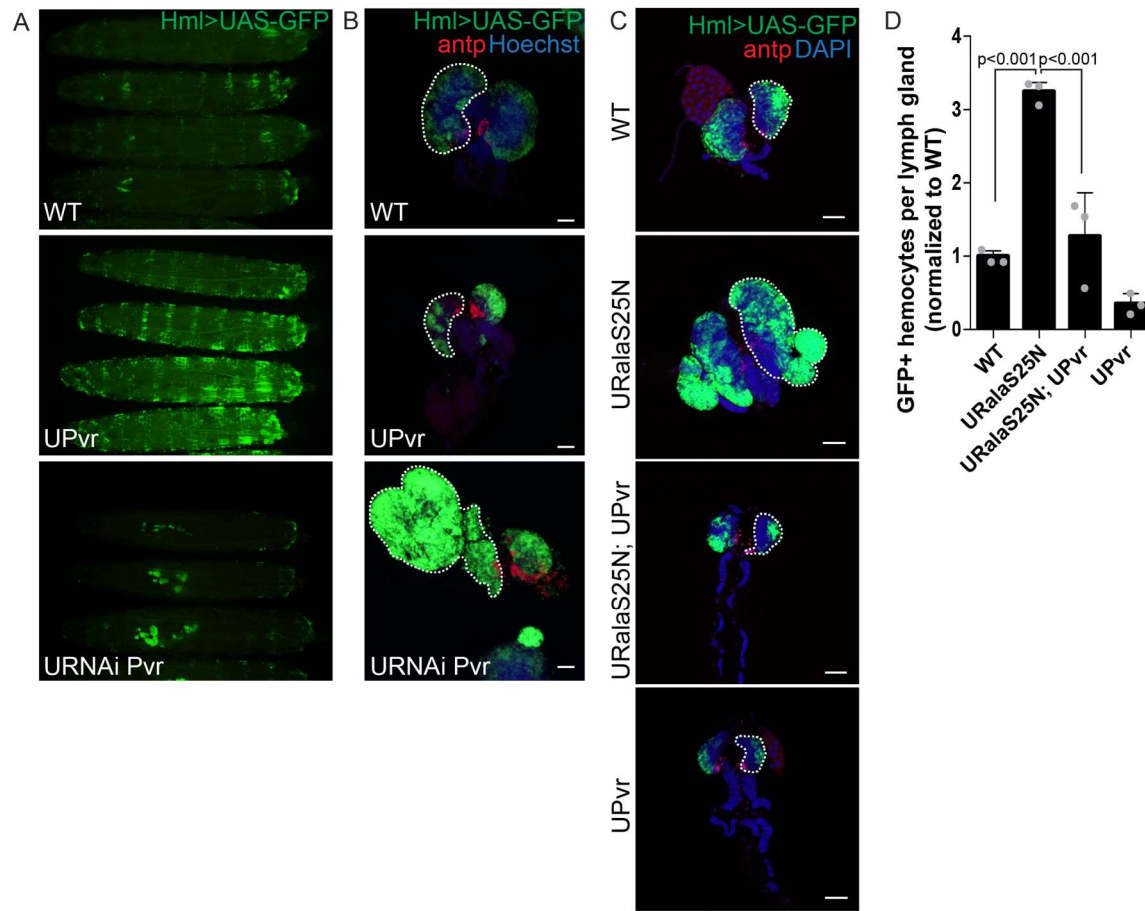 A
Hml>UAS-GFP
WT
UPvr
URNAi Pvr
B
Hml>UAS-GFP
antp Hoechst
WT
UPvr
URNAi Pvr
C
Hml>UAS-GFP
antp DAPI
WT
URalaS25N
URalaS25N; UPvr
UPvr
D
GFP+ hemocytes per lymph gland
(normalized to WT)
4
3
2
1
0
p<0.001
p<0.001
WT
URalaS25N
URalaS25N; UPvr
UPvr